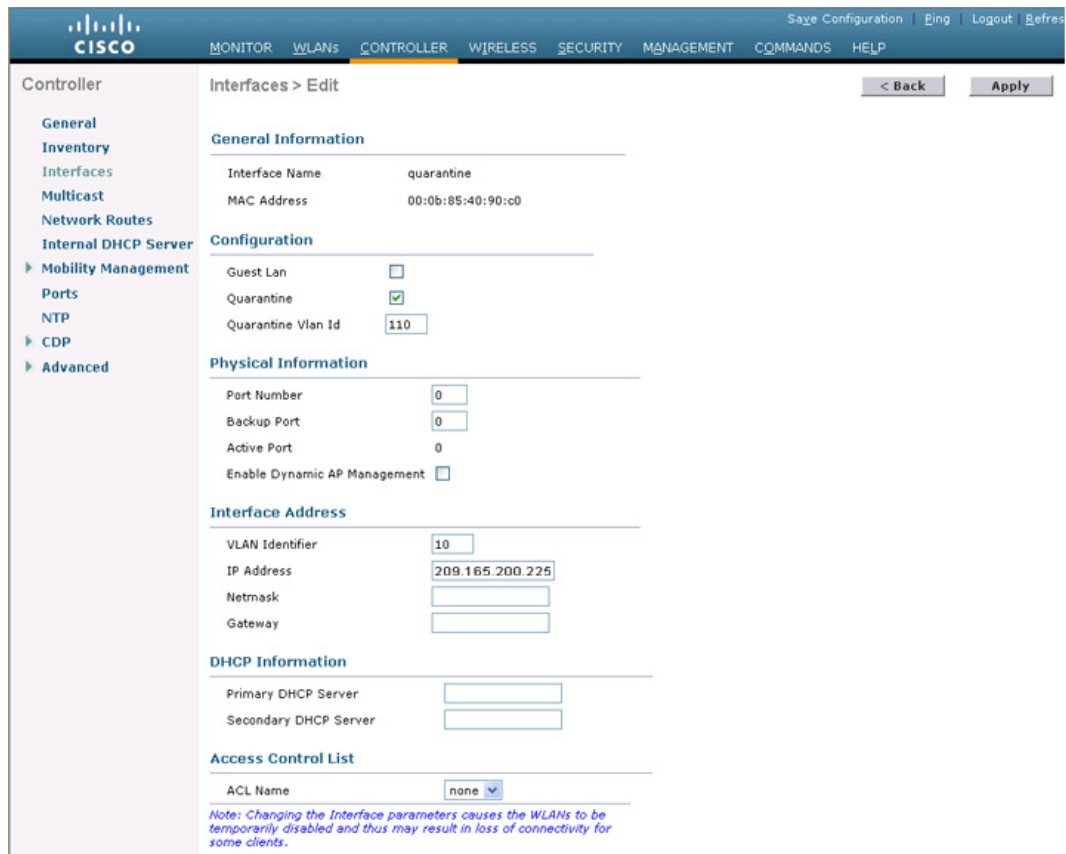 Save Configuration | Ping | Logout | Refres
CISCO
MONITOR WLANs CONTROLLER WIRELESS SECURITY MANAGEMENT COMMANDS HELP
Controller
General
Inventory
Interfaces
Multicast
Network Routes
Internal DHCP Server
Mobility Management
Ports
NTP
CDP
Advanced
Interfaces > Edit
< Back
Apply
General Information
Interface Name quarantine
MAC Address 00:0b:85:40:90:c0
Configuration
Guest Lan
Quarantine
Quarantine Vlan Id 110
Physical Information
Port Number 0
Backup Port 0
Active Port 0
Enable Dynamic AP Management
Interface Address
VLAN Identifier 10
IP Address 209.165.200.225
Netmask
Gateway
DHCP Information
Primary DHCP Server
Secondary DHCP Server
Access Control List
ACL Name none
Note: Changing the Interface parameters causes the WLANs to be
temporarily disabled and thus may result in loss of connectivity for
some clients.